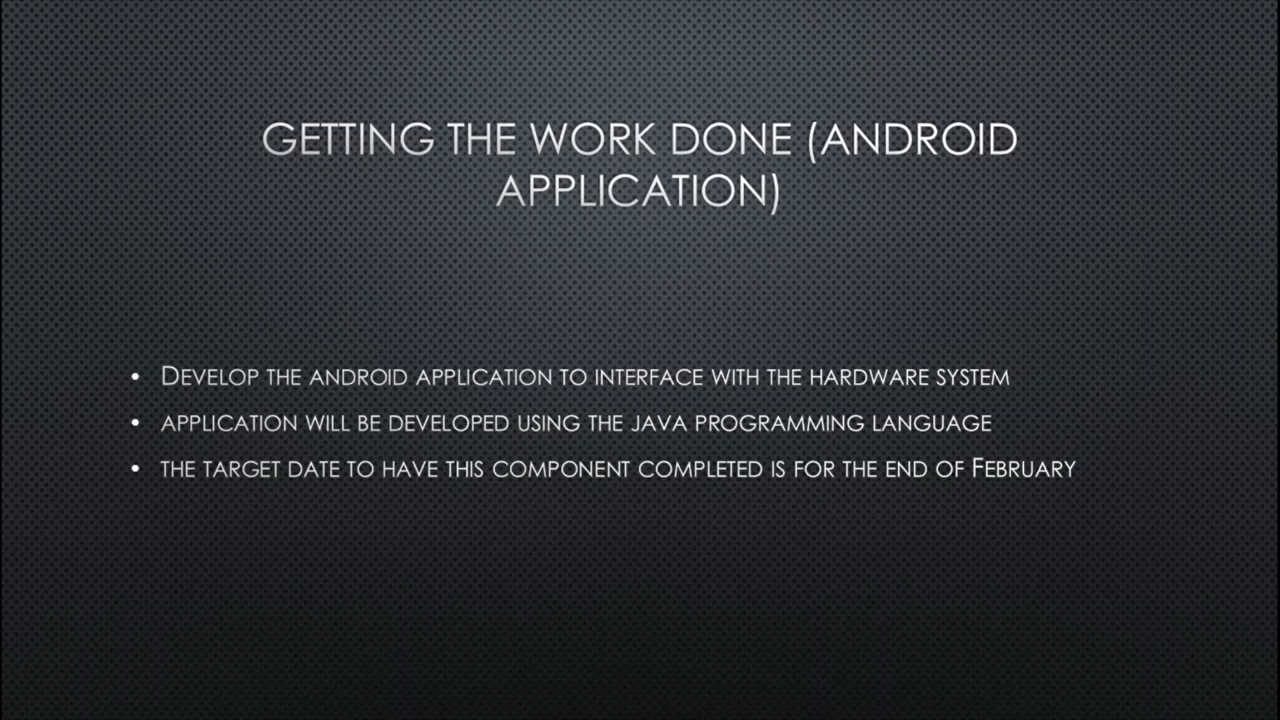 GETTING THE WORK DONE (ANDROID
APPLICATION)
• DEVELOP THE ANDROID APPLICATION TO INTERFACE WITH THE HARDWARE SYSTEM
• APPLICATION WILL BE DEVELOPED USING THE JAVA PROGRAMMING LANGUAGE
• THE TARGET DATE TO HAVE THIS COMPONENT COMPLETED IS FOR THE END OF FEBRUARY